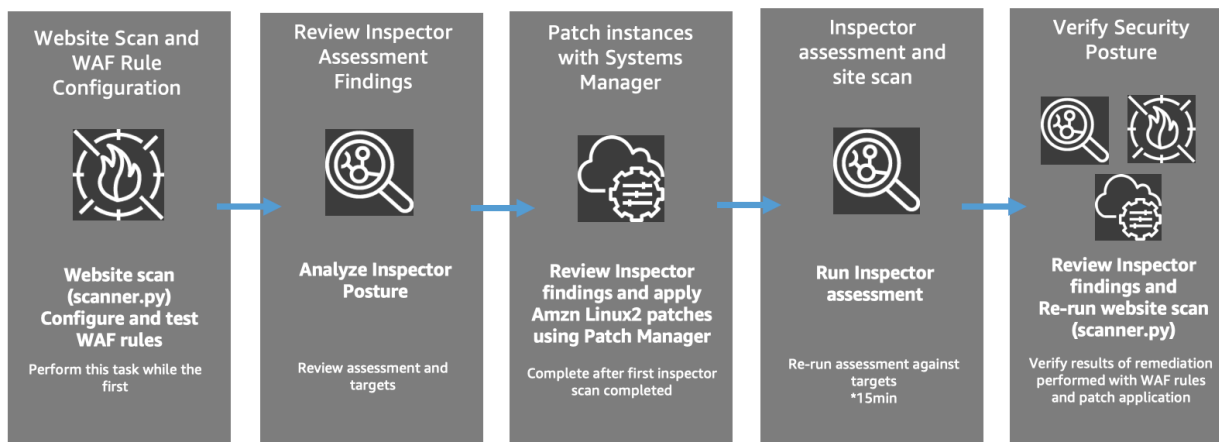 Website Scan and
WAF Rule
Configuration
Website scan
(scanner.py)
Configure and test
WAF rules
Perform this task while the
first
Review Inspector
Assessment
Findings
Analyze Inspector
Posture
Review assessment and
targets
Patch instances
with Systems
Manager
Review Inspector
findings and apply
Amzn Linux2 patches
using Patch Manager
Complete after first inspector
scan completed
Inspector
assessment and
site scan
Run Inspector
assessment
Re-run assessment against
targets
*15min
Verify Security
Posture
Review Inspector
findings and
Re-run website scan
(scanner.py)
Verify results of remediation
performed with WAF rules
and patch application